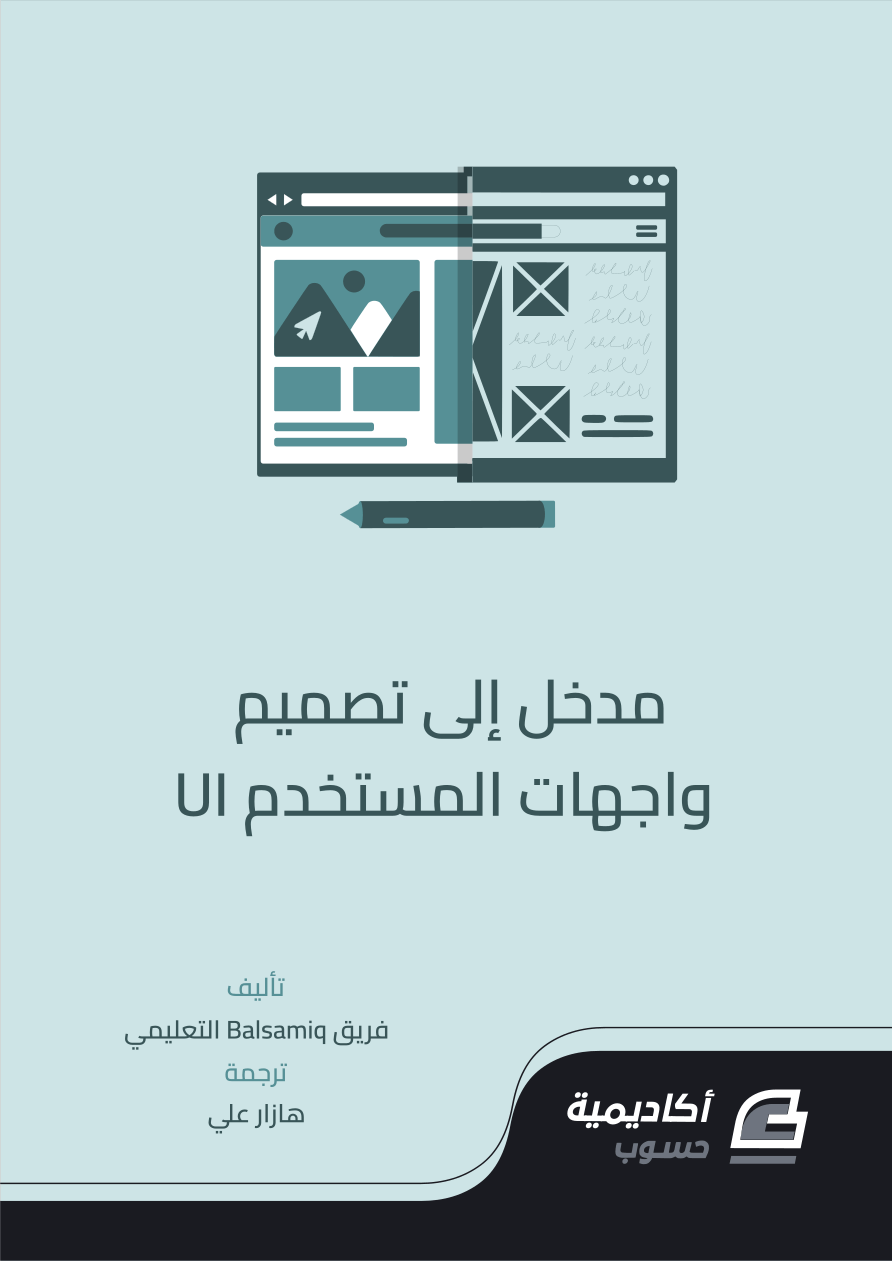 مدخل إلى تصميم
واجهات المستخدم UI
تأليف
فريق Balsamiq التعليمي
ترجمة
هازار علي
أكاديمية
حسوب